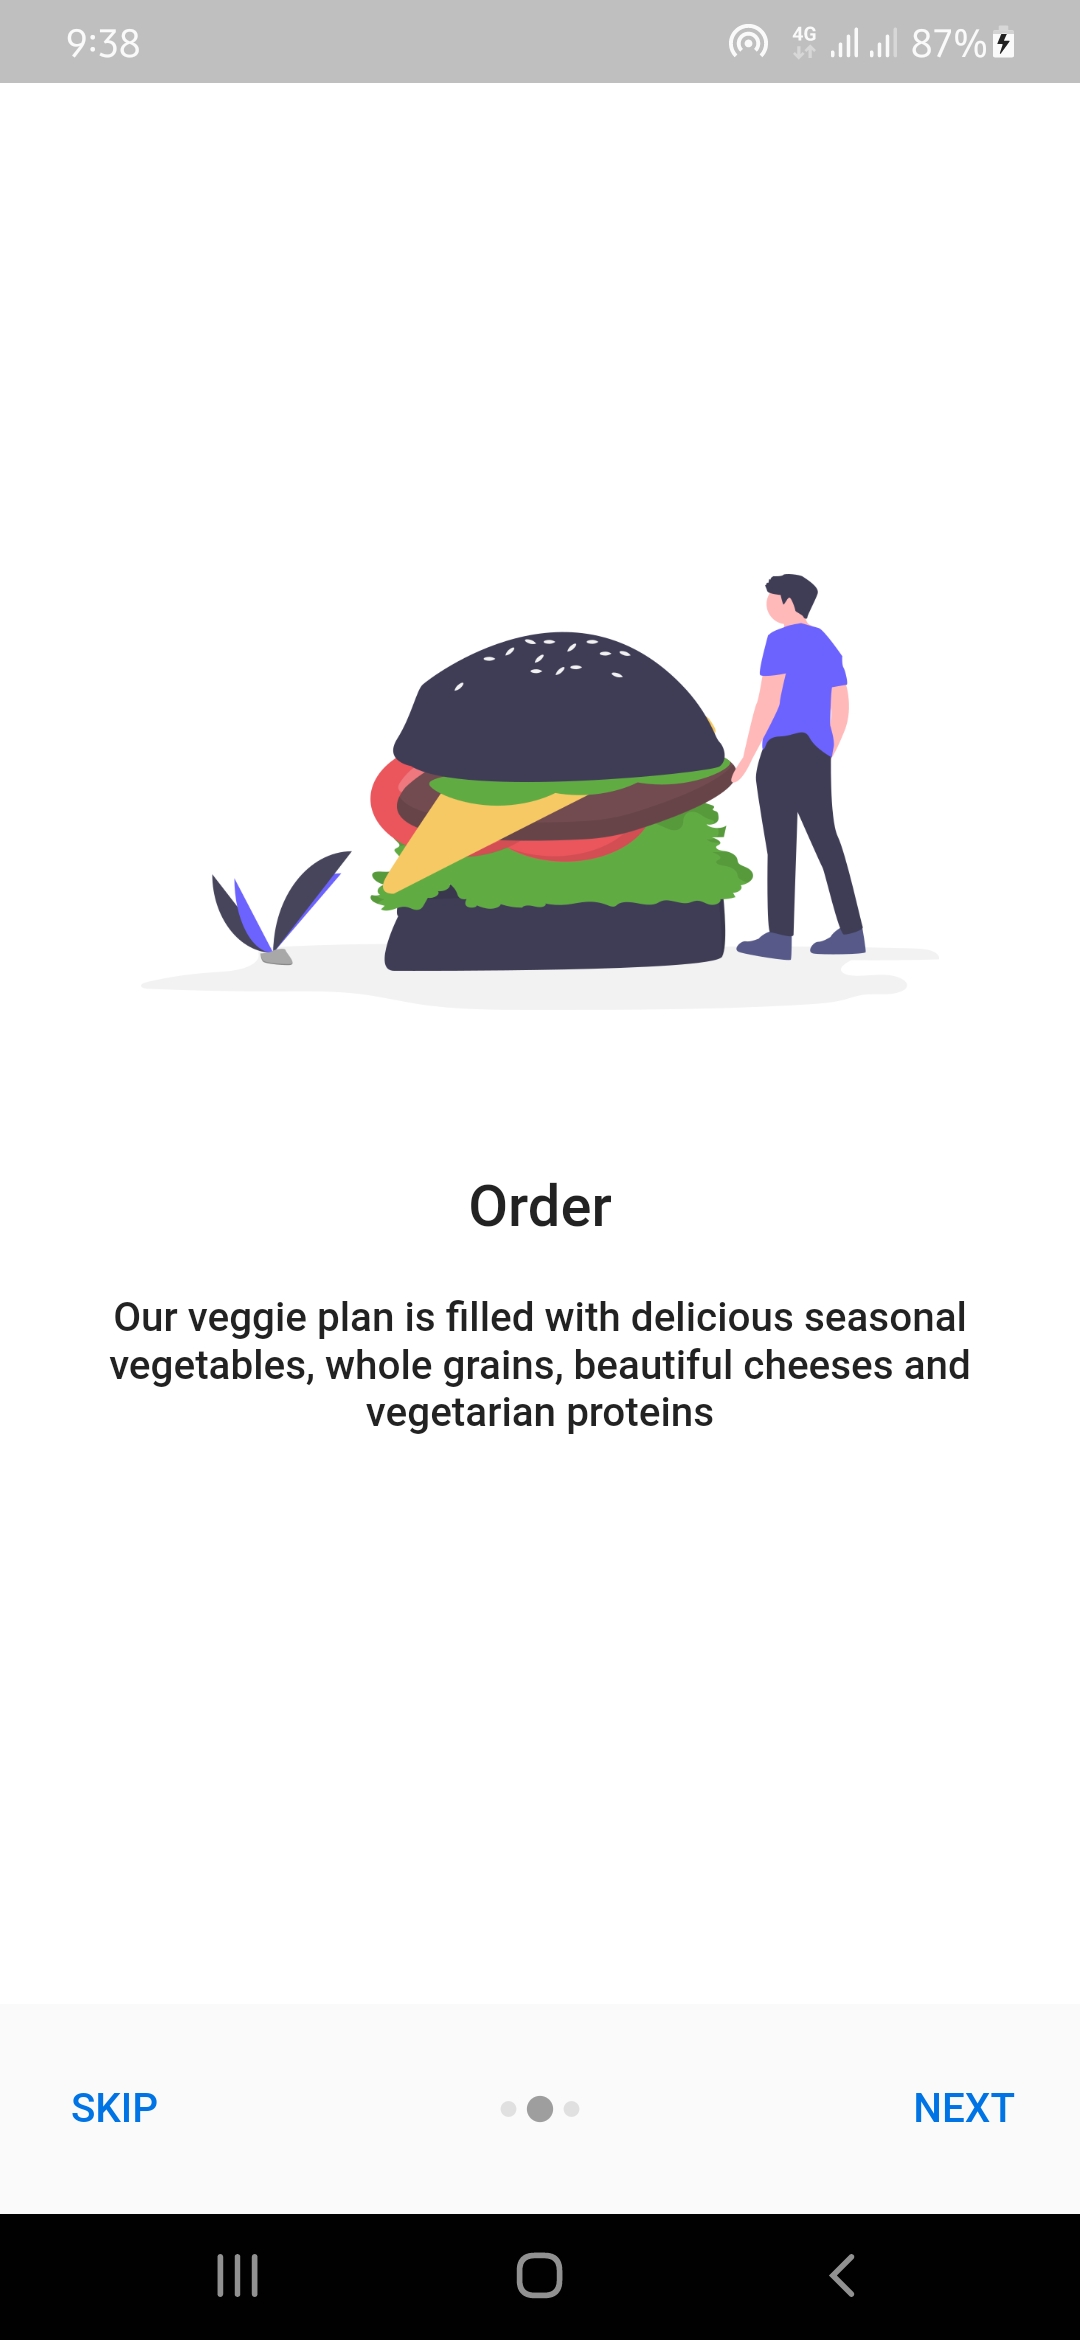 9:38
4G
87%
Order
Our veggie plan is filled with delicious seasonal
vegetables, whole grains, beautiful cheeses and
vegetarian proteins
SKIP
NEXT